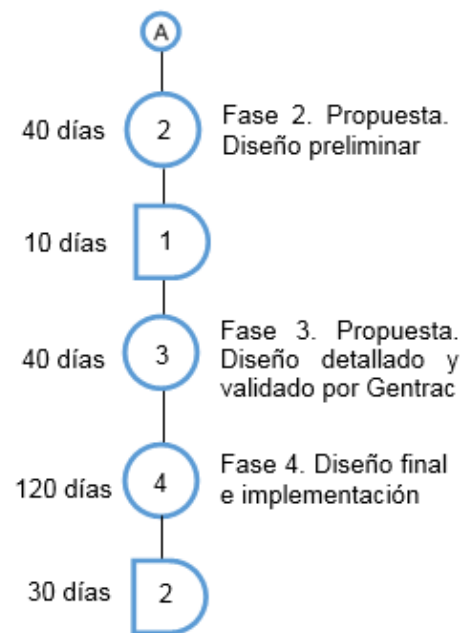 A
40 días
2
Fase 2. Propuesta.
Diseño preliminar
10 días
1
40 días
3
Fase 3. Propuesta.
Diseño detallado y
validado por Gentrac
120 días
4
Fase 4. Diseño final
e implementación
30 días
2